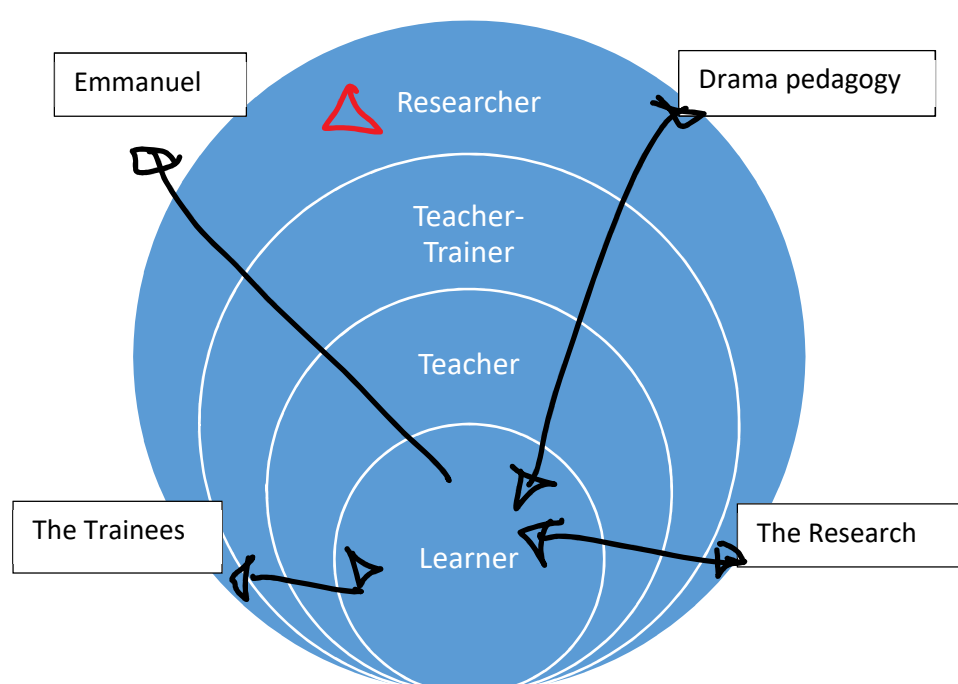 Emmanuel
Drama pedagogy
Researcher
Teacher-
Trainer
Teacher
The Trainees
The Research
Learner